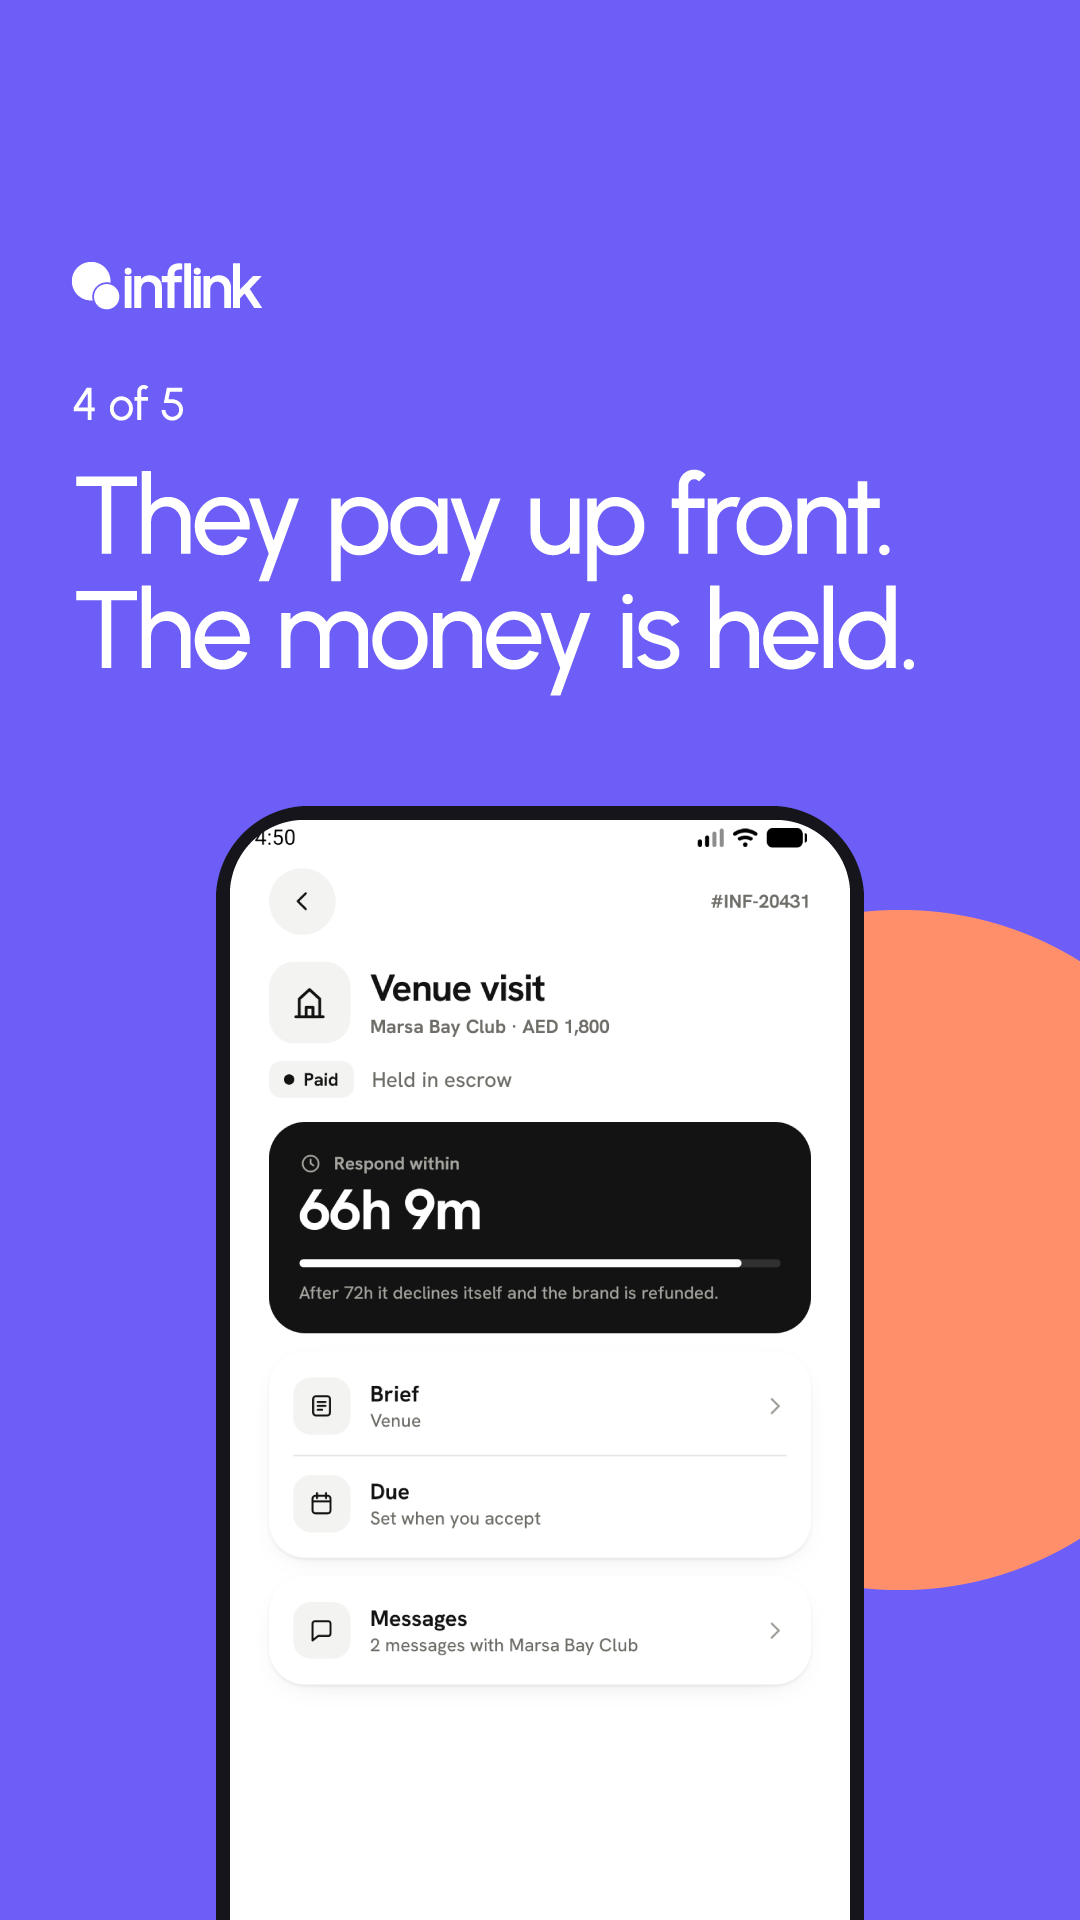 inflink
4 of 5
They pay up front.
The money is held.
4:50
#INF-20431
Venue visit
Marsa Bay Club · AED 1,800
Paid
Held in escrow
Respond within
66h 9m
After 72h it declines itself and the brand is refunded.
Brief
Venue
Due
Set when you accept
Messages
2 messages with Marsa Bay Club